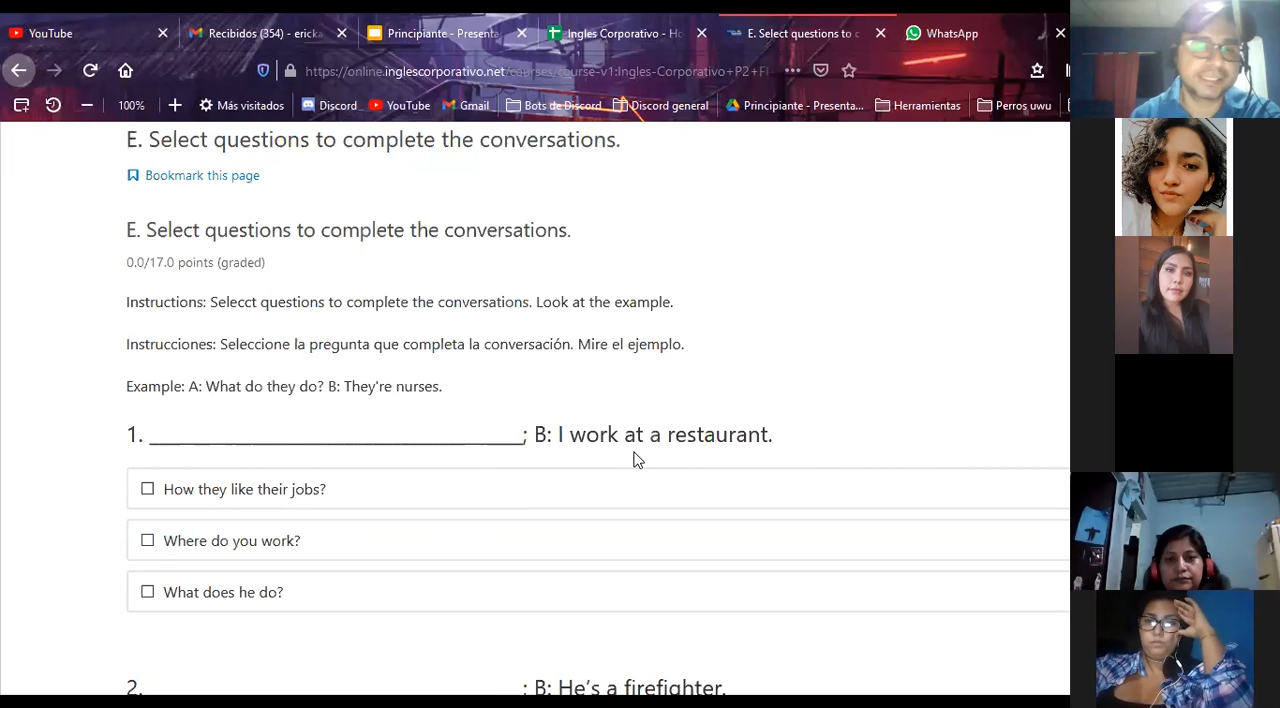 YouTube
Recibidos (354) - ericka
Principiante - Presenta
Ingles Corporativo - Ho
E. Select questions to c
WhatsApp
https://online.inglescorporativo.net/courses/course-v1:Ingles-Corporativo+P2+F
100%
Más visitados
Discord
YouTube
Gmail
Bots de Discord
Discord general
Principiante - Presenta...
Herramientas
Perros uwu
E. Select questions to complete the conversations.
Bookmark this page
E. Select questions to complete the conversations.
0.0/17.0 points (graded)
Instructions: Selecct questions to complete the conversations. Look at the example.
Instrucciones: Seleccione la pregunta que completa la conversación. Mire el ejemplo.
Example: A: What do they do? B: They're nurses.
1. ________________________________; B: I work at a restaurant.
How they like their jobs?
Where do you work?
What does he do?
2. ________________________________; B: He's a firefighter.